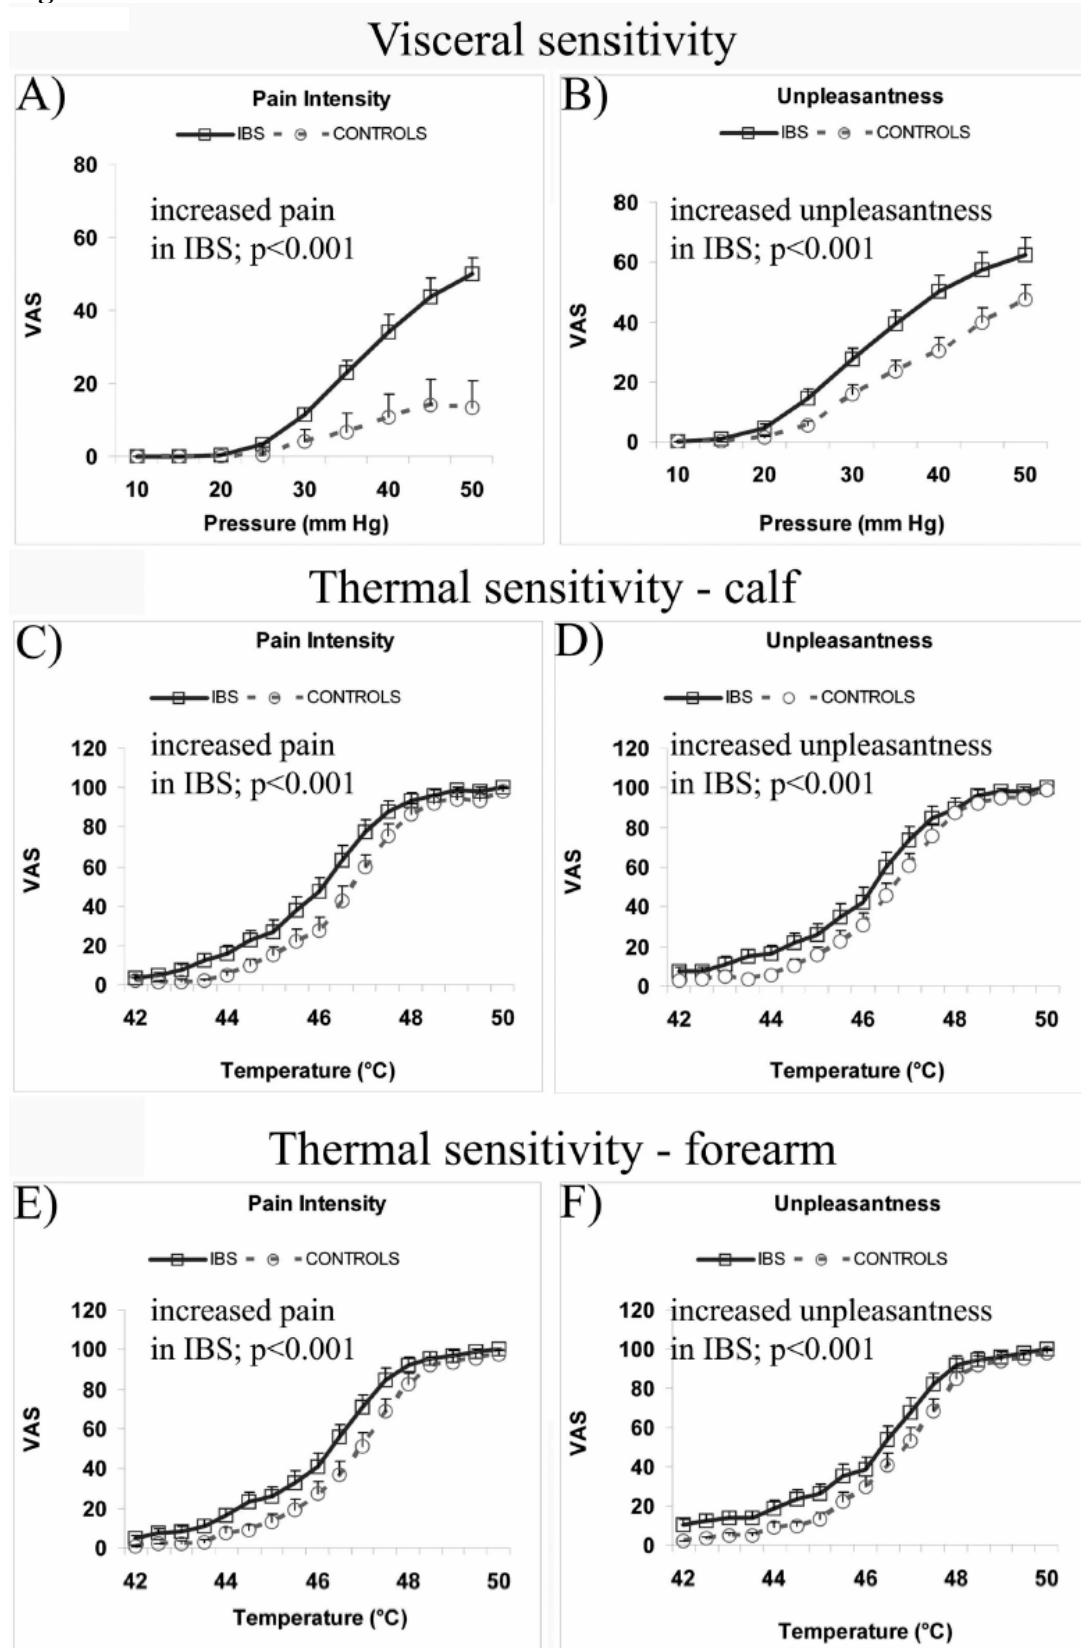 Visceral sensitivity
A)
Pain Intensity
IBS
CONTROLS
80
60
40
20
0
VAS
increased pain
in IBS; p<0.001
10 20 30 40 50
Pressure (mm Hg)
B)
Unpleasantness
IBS
CONTROLS
80
60
40
20
0
VAS
increased unpleasantness
in IBS; p<0.001
10 20 30 40 50
Pressure (mm Hg)
Thermal sensitivity - calf
C)
Pain Intensity
IBS
CONTROLS
120
100
80
60
40
20
0
VAS
increased pain
in IBS; p<0.001
42 44 46 48 50
Temperature (°C)
D)
Unpleasantness
IBS
CONTROLS
120
100
80
60
40
20
0
VAS
increased unpleasantness
in IBS; p<0.001
42 44 46 48 50
Temperature (°C)
Thermal sensitivity - forearm
E)
Pain Intensity
IBS
CONTROLS
120
100
80
60
40
20
0
VAS
increased pain
in IBS; p<0.001
42 44 46 48 50
Temperature (°C)
F)
Unpleasantness
IBS
CONTROLS
120
100
80
60
40
20
0
VAS
increased unpleasantness
in IBS; p<0.001
42 44 46 48 50
Temperature (°C)